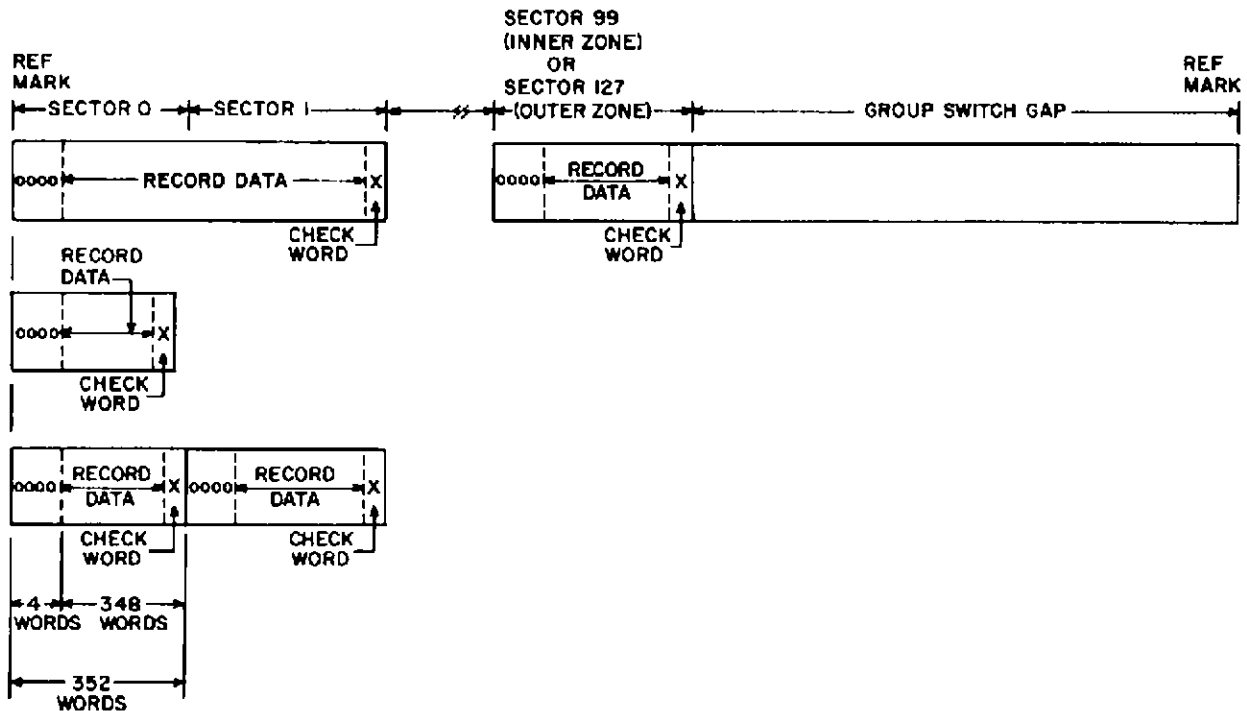 SECTOR 99
(INNER ZONE)
OR
SECTOR 127
(OUTER ZONE)
REF
MARK
SECTOR 0
SECTOR 1
GROUP SWITCH GAP
REF
MARK
0000
RECORD DATA
X
0000
RECORD
DATA
X
CHECK
WORD
CHECK
WORD
RECORD
DATA
0000
X
CHECK
WORD
0000
RECORD
DATA
X
0000
RECORD
DATA
X
CHECK
WORD
CHECK
WORD
4
WORDS
348
WORDS
352
WORDS